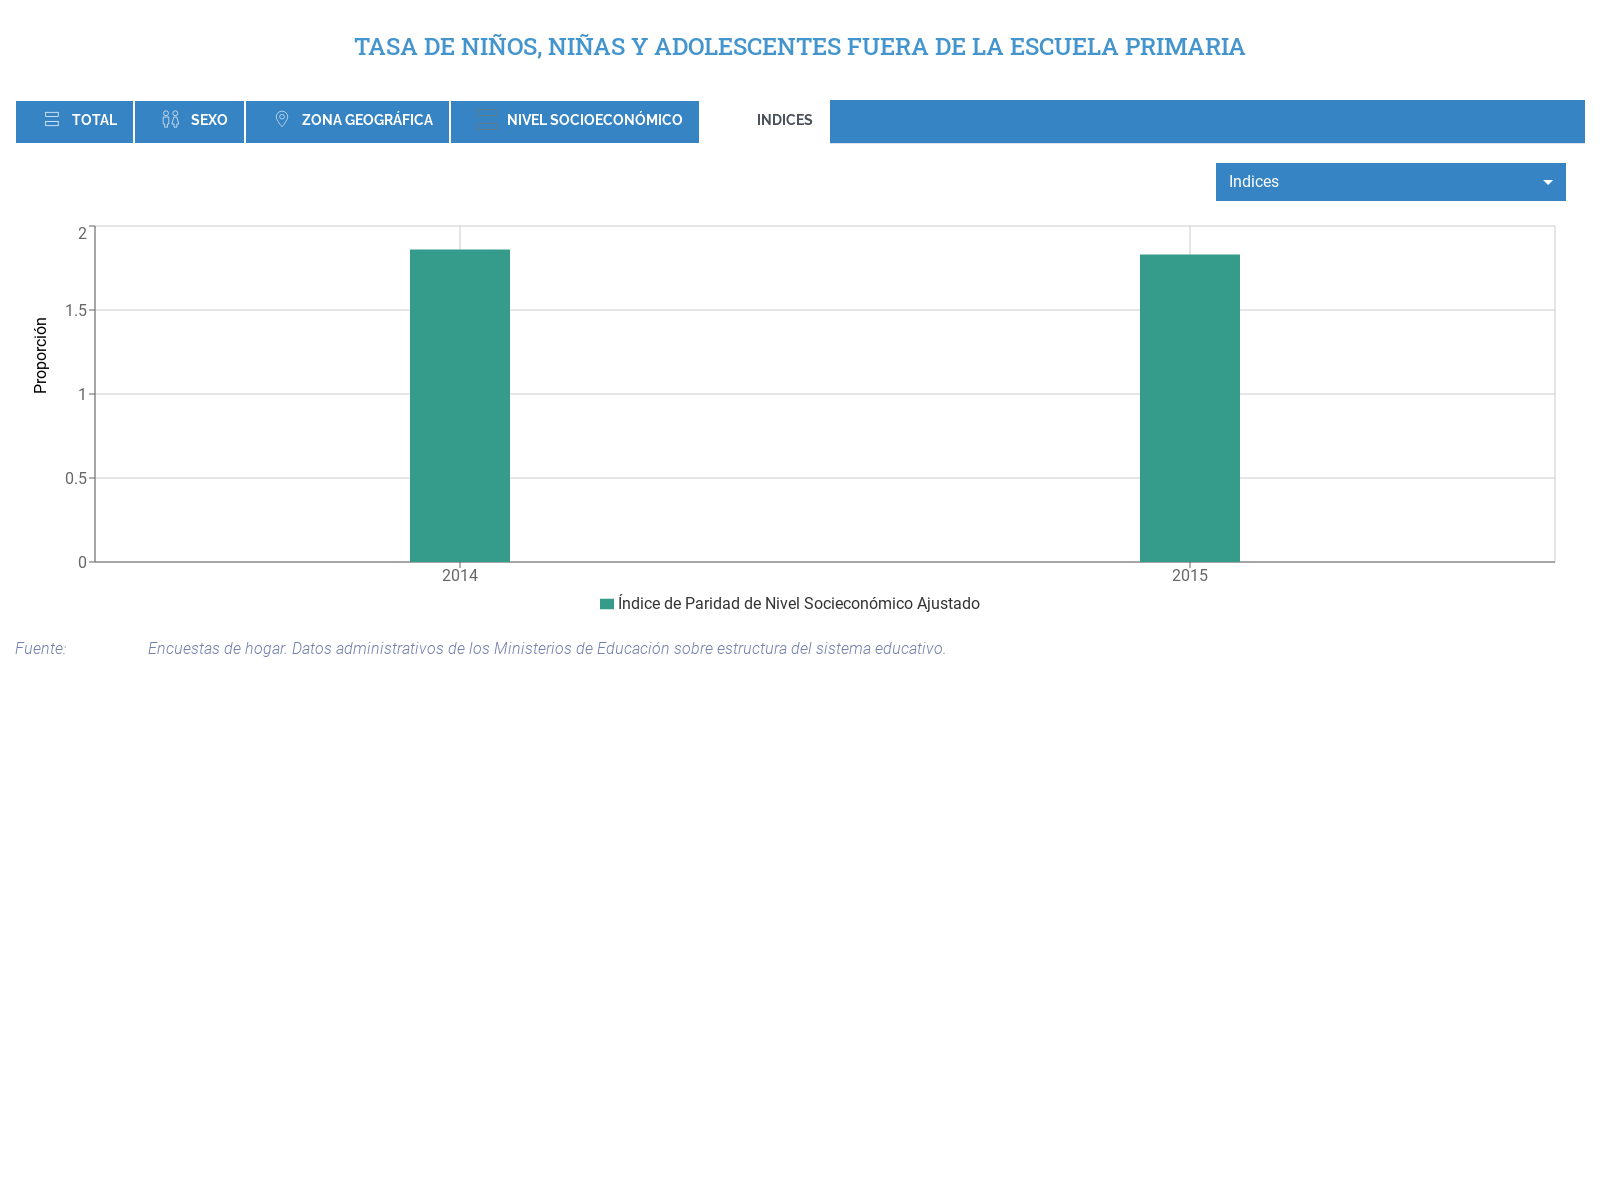 TASA DE NIÑOS, NIÑAS Y ADOLESCENTES FUERA DE LA ESCUELA PRIMARIA
TOTAL SEXO ZONA GEOGRÁFICA NIVEL SOCIOECONÓMICO INDICES
Indices
Proporción
2
1.5
1
0.5
0
2014 2015
Índice de Paridad de Nivel Socieconómico Ajustado
Fuente: Encuestas de hogar. Datos administrativos de los Ministerios de Educación sobre estructura del sistema educativo.